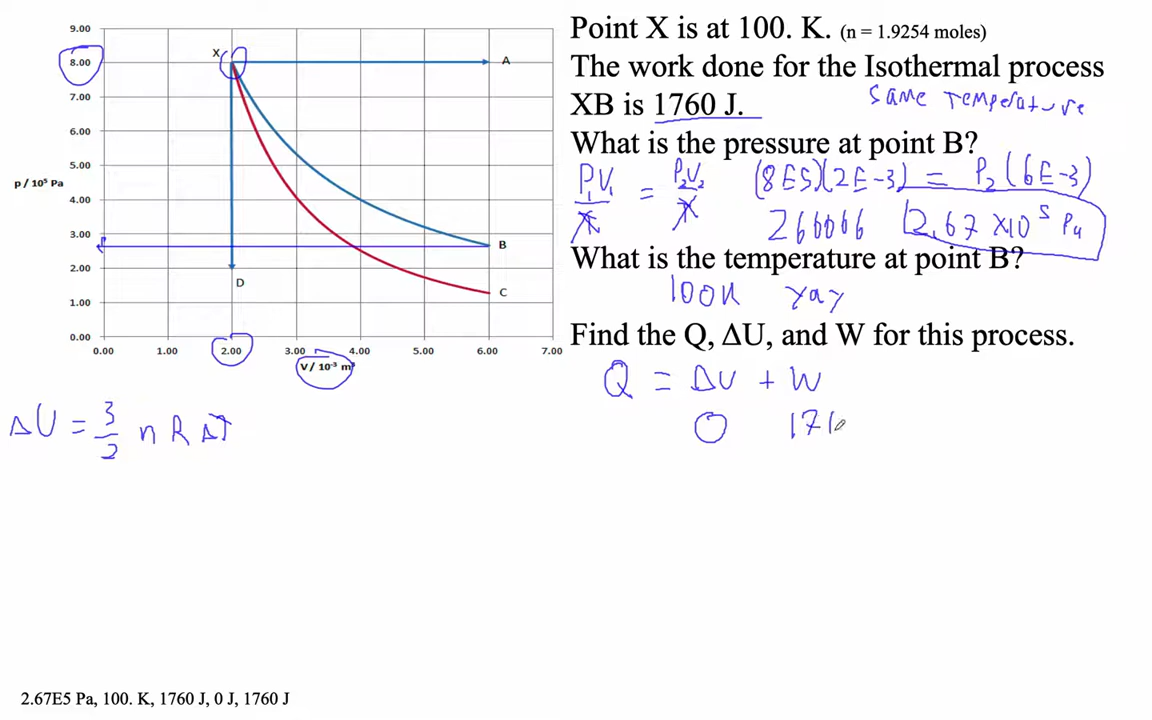 Point X is at 100. K. (n = 1.9254 moles)
The work done for the Isothermal process
XB is 1760 J.
same Temperature
What is the pressure at point B?
P₁V₁/T = P₂V₂/T (8E5)(2E-3) = P₂(6E-3)
266666 2.67 x10⁵ Pa
What is the temperature at point B?
100K yay
Find the Q, ΔU, and W for this process.
Q = ΔU + W
0 176
9.00
8.00
7.00
6.00
5.00
4.00
3.00
2.00
1.00
0.00
p / 10⁵ Pa
X
A
B
C
D
0.00 1.00 2.00 3.00 4.00 5.00 6.00 7.00
V / 10⁻³ m³
ΔU = 3/2 n R ΔT
2.67E5 Pa, 100. K, 1760 J, 0 J, 1760 J